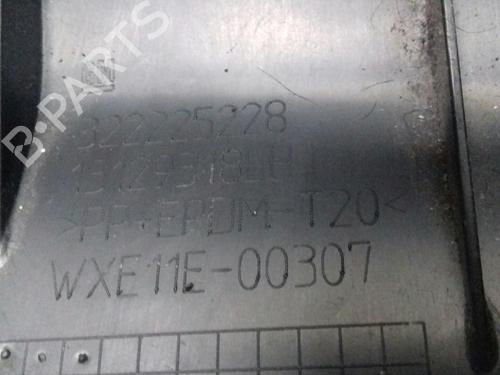 322225228
>PP+EPDM-T20<
WXE11E-00307
B-PARTS